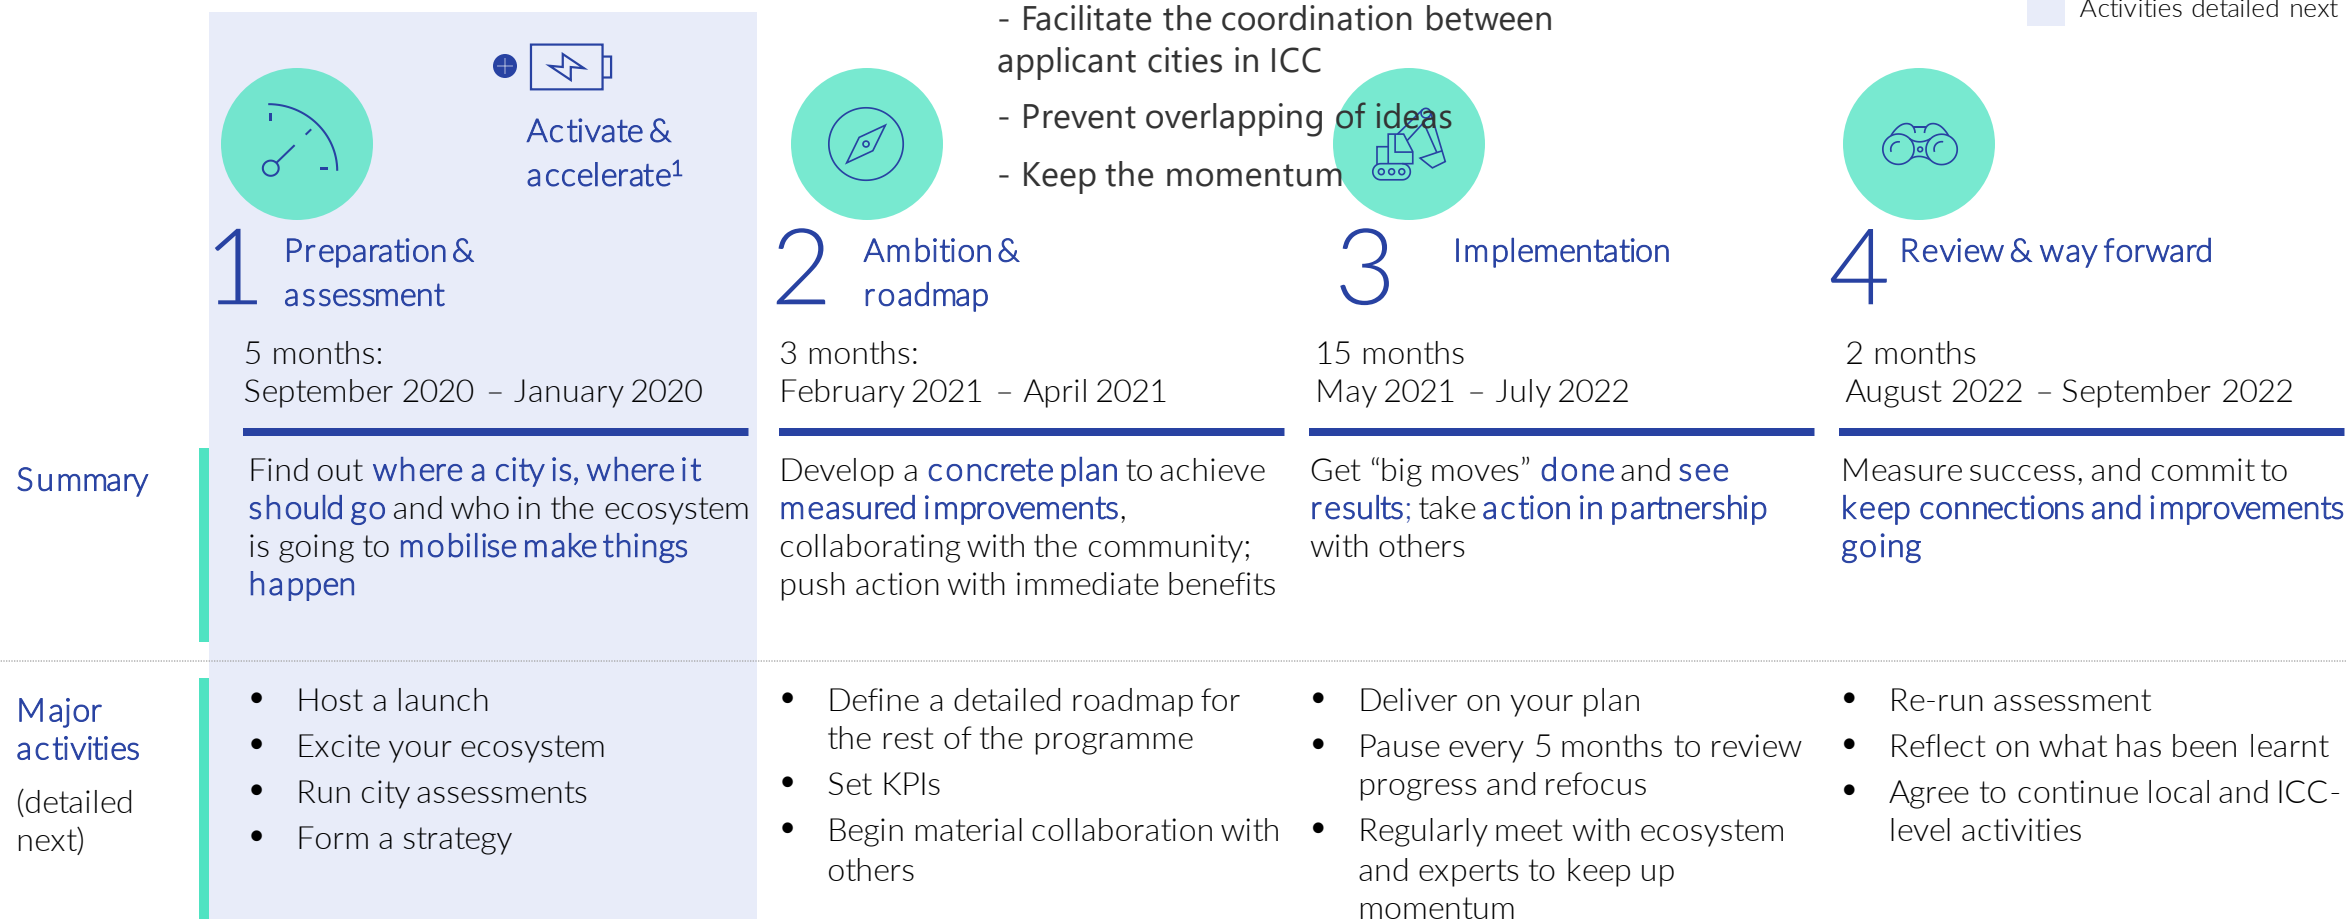 - Facilitate the coordination between
applicant cities in ICC
- Prevent overlapping of ideas
- Keep the momentum
Activities detailed next
Activate &
accelerate¹
1
Preparation &
assessment
5 months:
September 2020 – January 2020
2
Ambition &
roadmap
3 months:
February 2021 – April 2021
3
Implementation
15 months
May 2021 – July 2022
4
Review & way forward
2 months
August 2022 – September 2022
Summary
Find out where a city is, where it
should go and who in the ecosystem
is going to mobilise make things
happen
Develop a concrete plan to achieve
measured improvements,
collaborating with the community;
push action with immediate benefits
Get “big moves” done and see
results; take action in partnership
with others
Measure success, and commit to
keep connections and improvements
going
Major
activities
(detailed
next)
• Host a launch
• Excite your ecosystem
• Run city assessments
• Form a strategy
• Define a detailed roadmap for
the rest of the programme
• Set KPIs
• Begin material collaboration with
others
• Deliver on your plan
• Pause every 5 months to review
progress and refocus
• Regularly meet with ecosystem
and experts to keep up
momentum
• Re-run assessment
• Reflect on what has been learnt
• Agree to continue local and ICC-
level activities